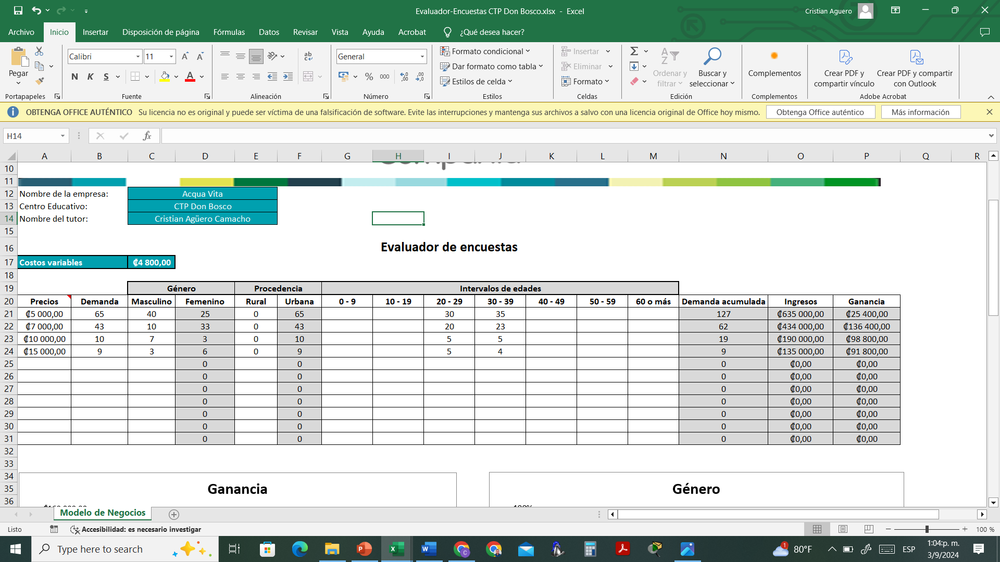 Evaluador-Encuestas CTP Don Bosco.xlsx - Excel
Cristian Aguero
Archivo Inicio Insertar Disposición de página Fórmulas Datos Revisar Vista Ayuda Acrobat ¿Qué desea hacer?
Pegar
Calibri 11
N K S
ab
General
% 000
Formato condicional
Dar formato como tabla
Estilos de celda
Insertar
Eliminar
Formato
Ordenar y filtrar
Buscar y seleccionar
Complementos
Crear PDF y compartir vínculo
Crear PDF y compartir con Outlook
Portapapeles Fuente Alineación Número Estilos Celdas Edición Complementos Adobe Acrobat
OBTENGA OFFICE AUTÉNTICO Su licencia no es original y puede ser víctima de una falsificación de software. Evite las interrupciones y mantenga sus archivos a salvo con una licencia original de Office hoy mismo. Obtenga Office auténtico Más información
H14 fx
A B C D E F G H I J K L M N O P Q R
10
11
12 Nombre de la empresa: Acqua Vita
13 Centro Educativo: CTP Don Bosco
14 Nombre del tutor: Cristian Agüero Camacho
15
16 Evaluador de encuestas
17 Costos variables ₡4 800,00
18
19 Género Procedencia Intervalos de edades
20 Precios Demanda Masculino Femenino Rural Urbana 0 - 9 10 - 19 20 - 29 30 - 39 40 - 49 50 - 59 60 o más Demanda acumulada Ingresos Ganancia
21 ₡5 000,00 65 40 25 0 65 30 35 127 ₡635 000,00 ₡25 400,00
22 ₡7 000,00 43 10 33 0 43 20 23 62 ₡434 000,00 ₡136 400,00
23 ₡10 000,00 10 7 3 0 10 5 5 19 ₡190 000,00 ₡98 800,00
24 ₡15 000,00 9 3 6 0 9 5 4 9 ₡135 000,00 ₡91 800,00
25 0 0 0 ₡0,00 ₡0,00
26 0 0 0 ₡0,00 ₡0,00
27 0 0 0 ₡0,00 ₡0,00
28 0 0 0 ₡0,00 ₡0,00
29 0 0 0 ₡0,00 ₡0,00
30 0 0 0 ₡0,00 ₡0,00
31 0 0 0 ₡0,00 ₡0,00
32
33
34
35 Ganancia Género
36
Modelo de Negocios
Listo Accesibilidad: es necesario investigar 100 %
Type here to search
1 80°F ESP
1:04:p. m.
3/9/2024